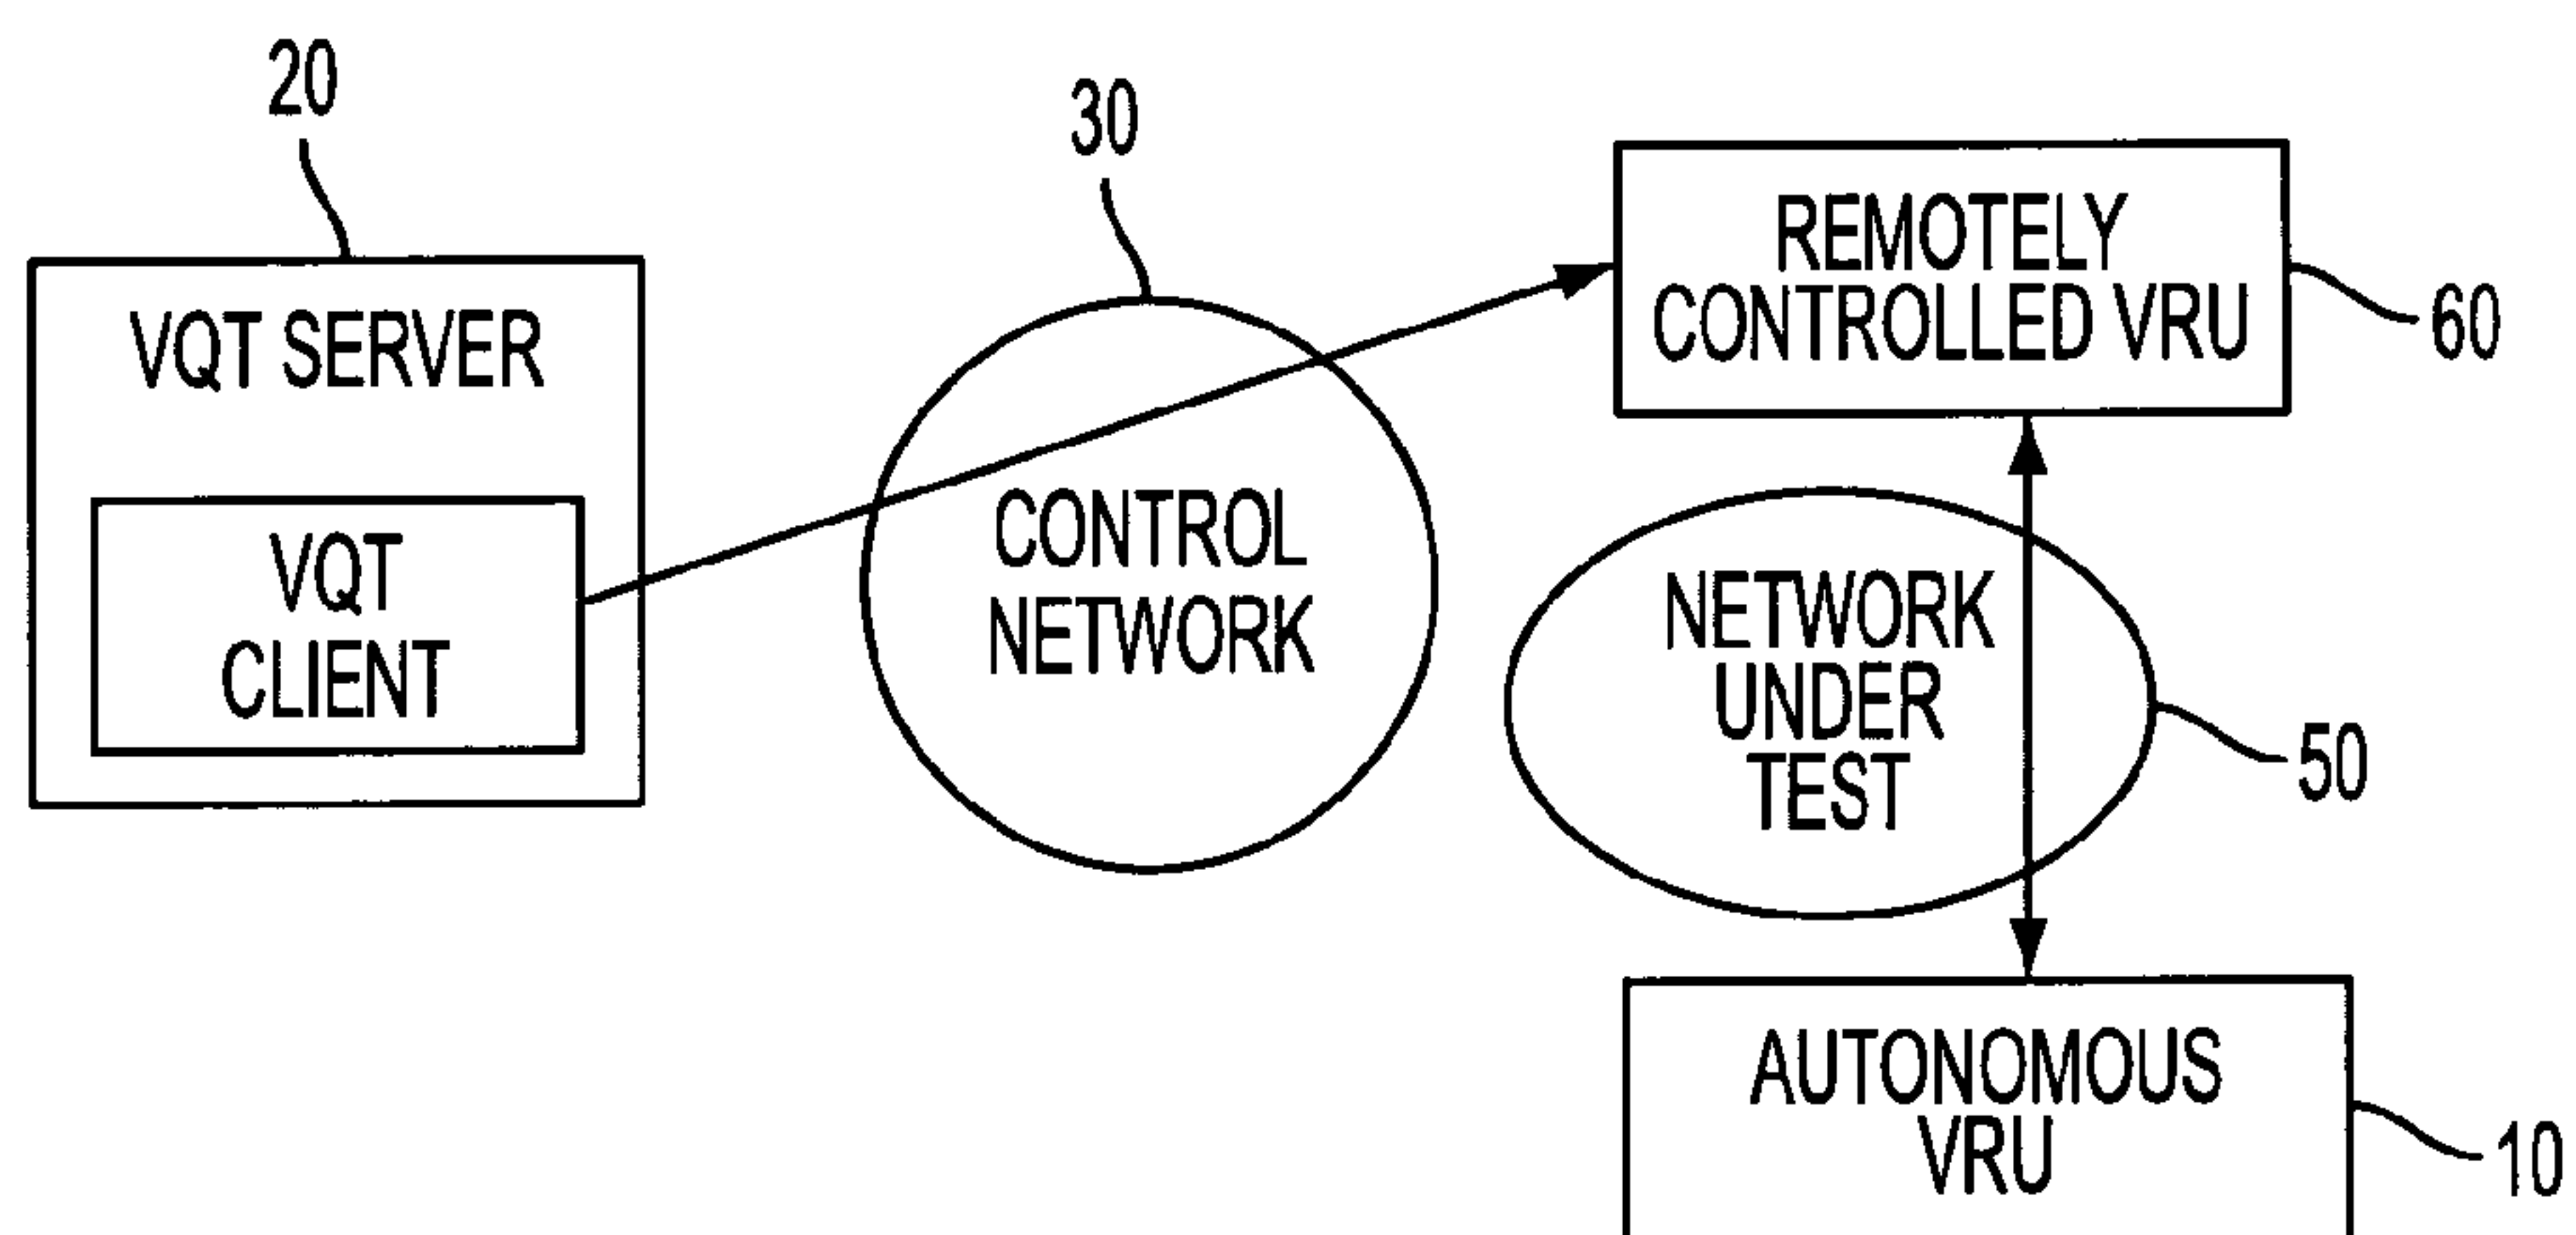 20
30
REMOTELY
CONTROLLED VRU
60
VQT SERVER
VQT
CLIENT
CONTROL
NETWORK
NETWORK
UNDER
TEST
50
AUTONOMOUS
VRU
10